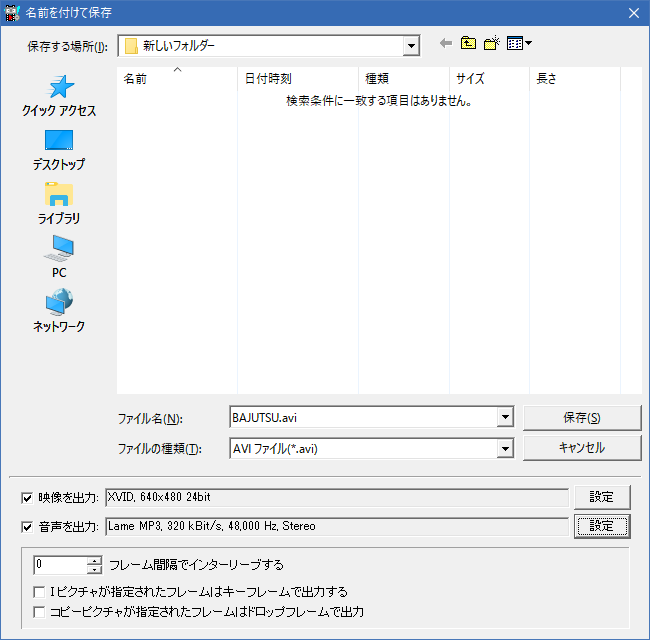 名前を付けて保存
保存する場所(I):
新しいフォルダー
クイック アクセス
デスクトップ
ライブラリ
PC
ネットワーク
名前 日付時刻 種類 サイズ 長さ
検索条件に一致する項目はありません。
ファイル名(N): BAJUTSU.avi 保存(S)
ファイルの種類(T): AVI ファイル(*.avi) キャンセル
映像を出力: XVID, 640x480 24bit 設定
音声を出力: Lame MP3, 320 kBit/s, 48,000 Hz, Stereo 設定
0 フレーム間隔でインターリーブする
Iピクチャが指定されたフレームはキーフレームで出力する
コピーピクチャが指定されたフレームはドロップフレームで出力